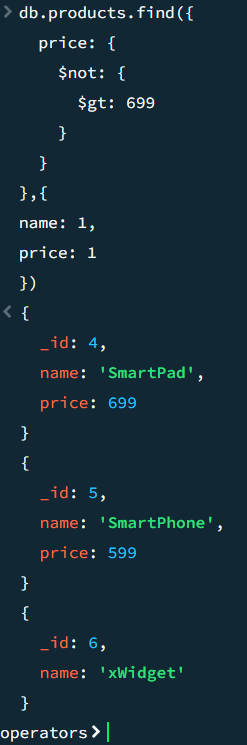 > db.products.find({
price: {
$not: {
$gt: 699
}
}
},{
name: 1,
price: 1
})
< {
_id: 4,
name: 'SmartPad',
price: 699
}
{
_id: 5,
name: 'SmartPhone',
price: 599
}
{
_id: 6,
name: 'xWidget'
}
operators>